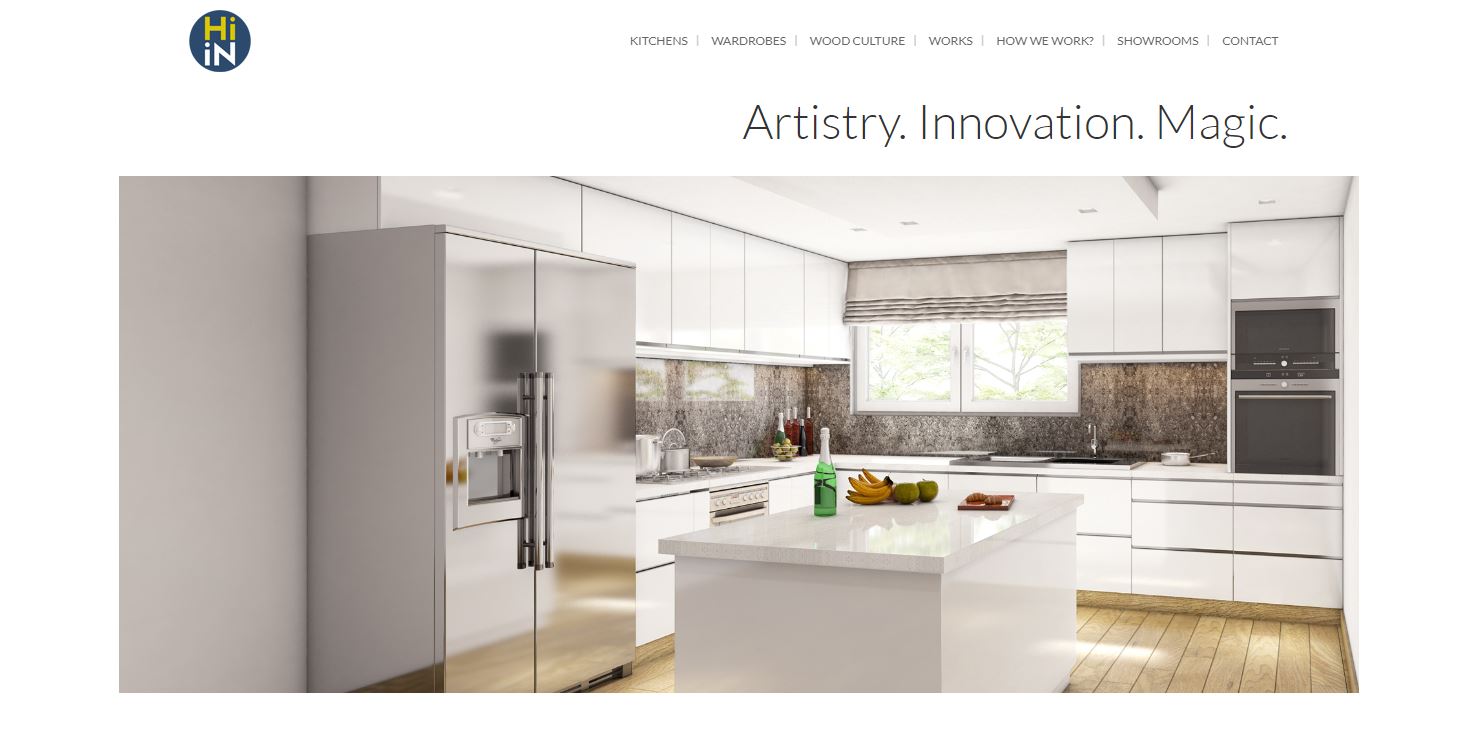 Hi
iN
KITCHENS | WARDROBES | WOOD CULTURE | WORKS | HOW WE WORK? | SHOWROOMS | CONTACT
Artistry. Innovation. Magic.